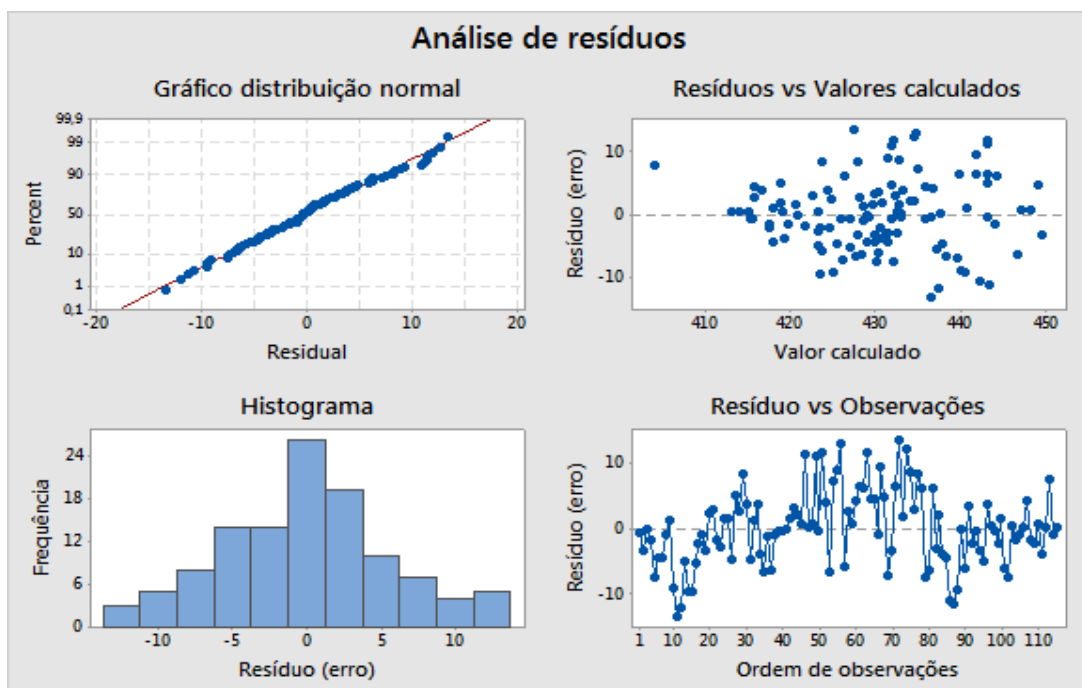 Análise de resíduos
Gráfico distribuição normal
99,9
99
90
50
10
1
0,1
Percent
-20 -10 0 10 20
Residual
Resíduos vs Valores calculados
10
0
-10
Resíduo (erro)
410 420 430 440 450
Valor calculado
Histograma
24
18
12
6
0
Frequência
-10 -5 0 5 10
Resíduo (erro)
Resíduo vs Observações
10
0
-10
Resíduo (erro)
1 10 20 30 40 50 60 70 80 90 100 110
Ordem de observações